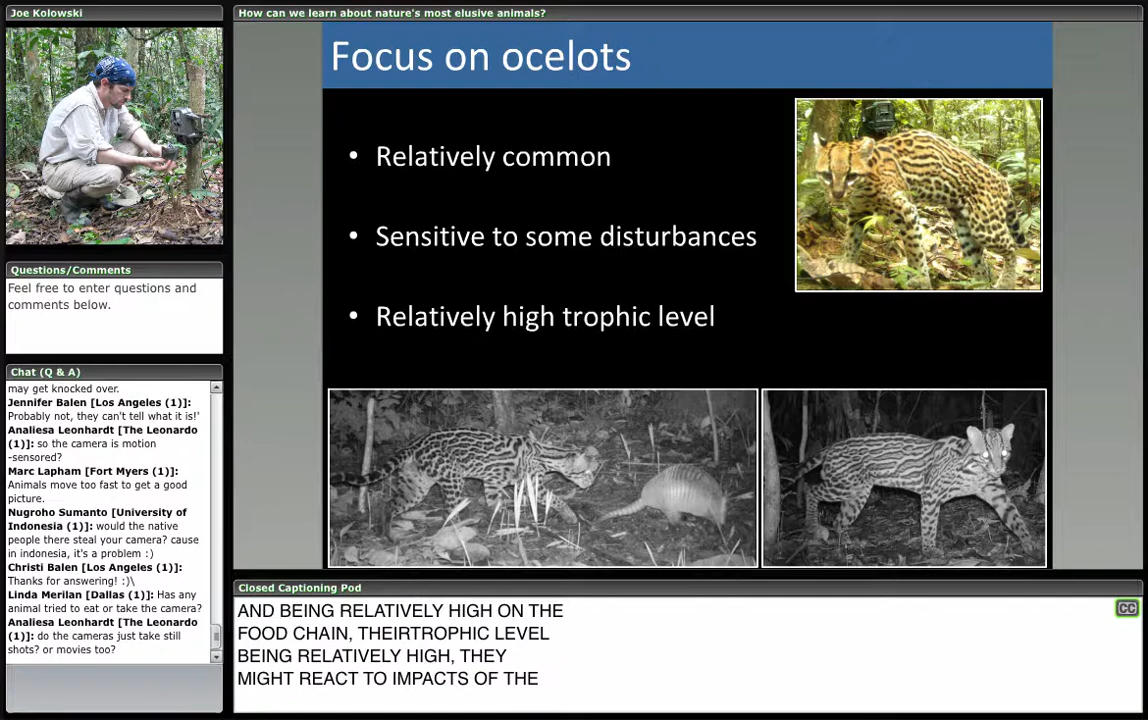 Joe Kolowski
How can we learn about nature's most elusive animals?
Focus on ocelots
• Relatively common
• Sensitive to some disturbances
• Relatively high trophic level
Questions/Comments
Feel free to enter questions and
comments below.
Chat (Q & A)
may get knocked over.
Jennifer Balen [Los Angeles (1)]:
Probably not, they can't tell what it is!'
Analiesa Leonhardt [The Leonardo
(1)]: so the camera is motion
-sensored?
Marc Lapham [Fort Myers (1)]:
Animals move too fast to get a good
picture.
Nugroho Sumanto [University of
Indonesia (1)]: would the native
people there steal your camera? cause
in indonesia, it's a problem :)
Christi Balen [Los Angeles (1)]:
Thanks for answering! :)\
Linda Merilan [Dallas (1)]: Has any
animal tried to eat or take the camera?
Analiesa Leonhardt [The Leonardo
(1)]: do the cameras just take still
shots? or movies too?
Closed Captioning Pod
AND BEING RELATIVELY HIGH ON THE
FOOD CHAIN, THEIRTROPHIC LEVEL
BEING RELATIVELY HIGH, THEY
MIGHT REACT TO IMPACTS OF THE
CC